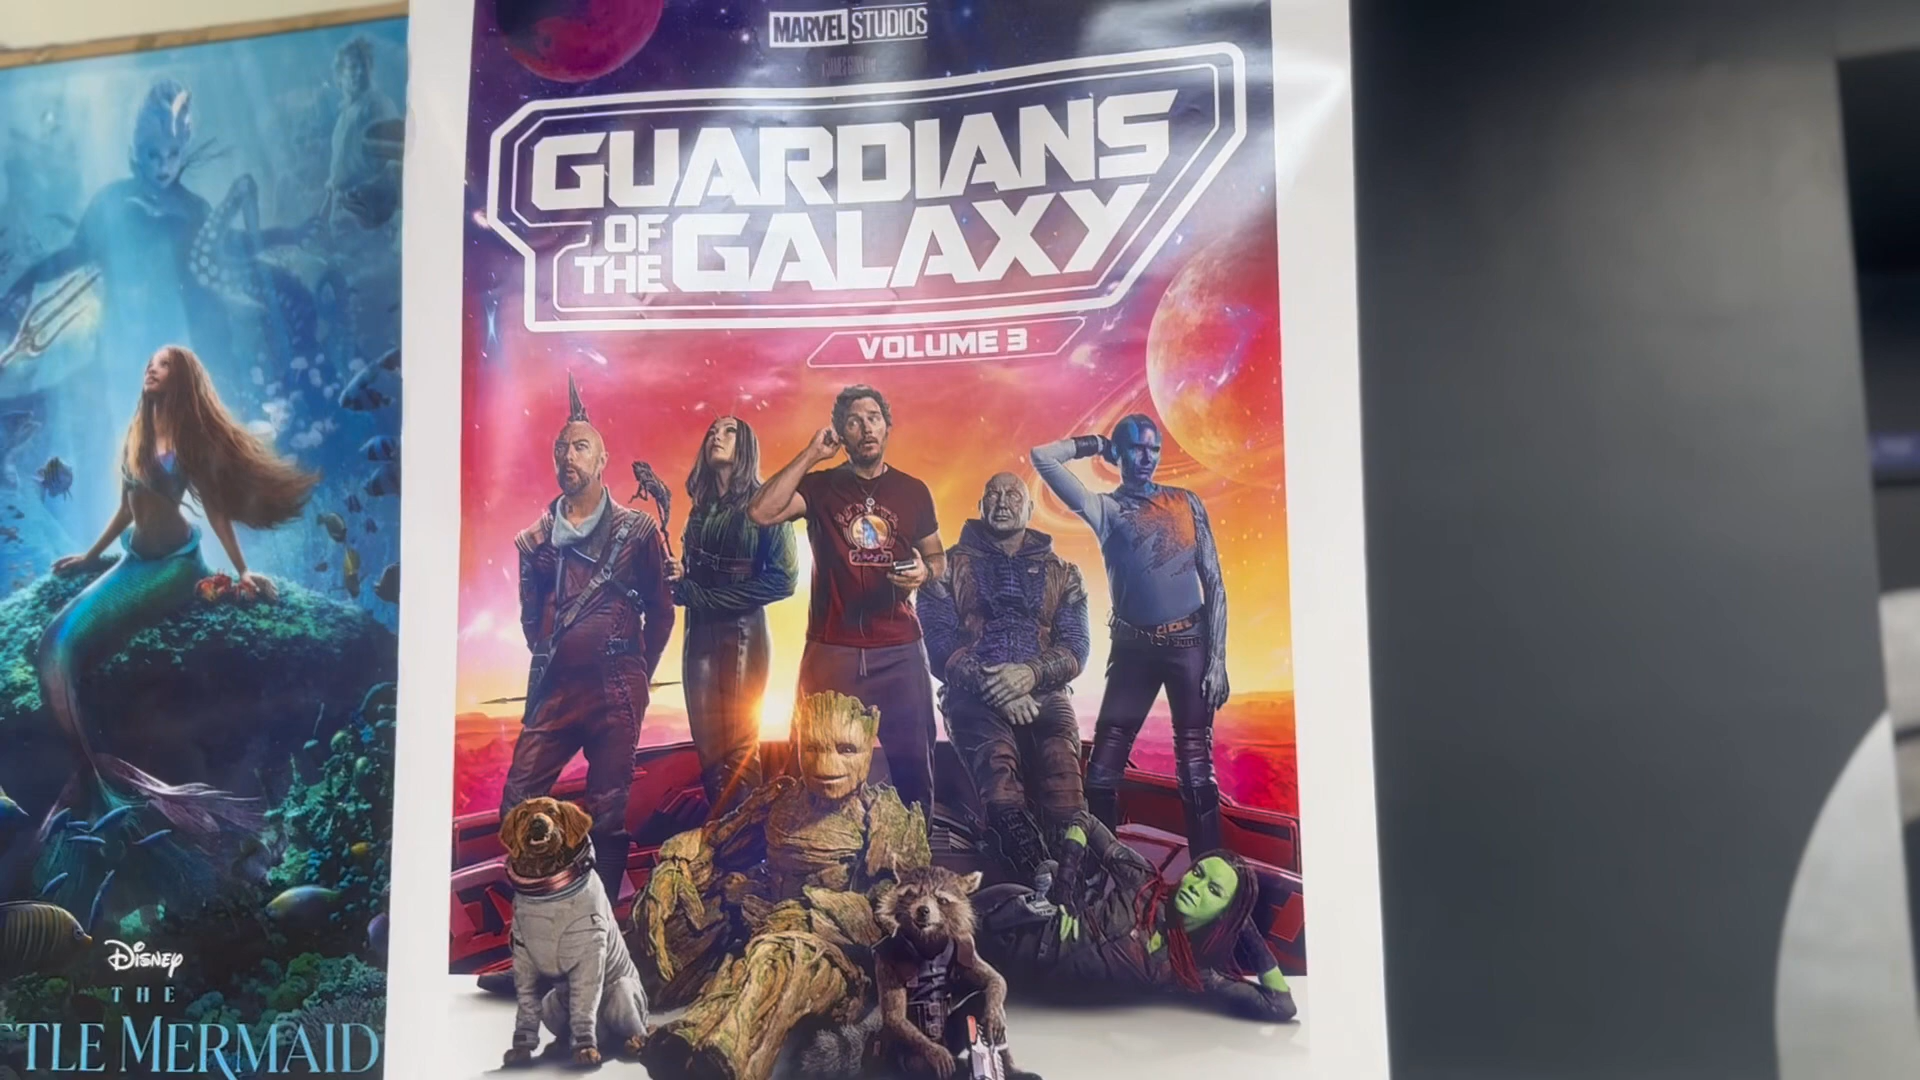 MARVEL STUDIOS
GUARDIANS
OF
THE GALAXY
VOLUME 3
DISNEY
THE
TLE MERMAID